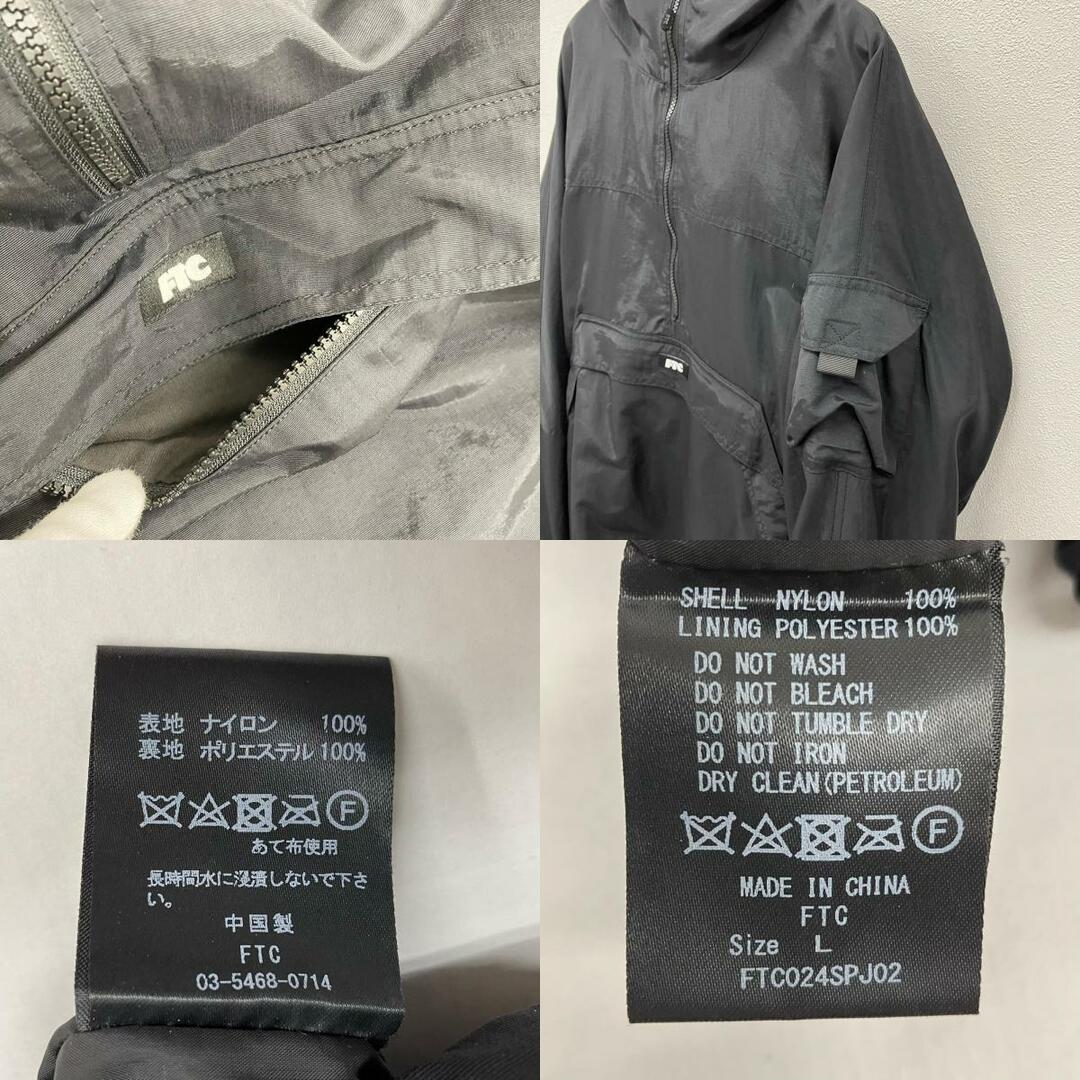 FTC
FTC
表地 ナイロン 100%
裏地 ポリエステル 100%
F
あて布使用
長時間水に浸漬しないで下さ
い。
中国製
FTC
03-5468-0714
SHELL NYLON 100%
LINING POLYESTER 100%
DO NOT WASH
DO NOT BLEACH
DO NOT TUMBLE DRY
DO NOT IRON
DRY CLEAN(PETROLEUM)
F
MADE IN CHINA
FTC
Size L
FTC024SPJ02